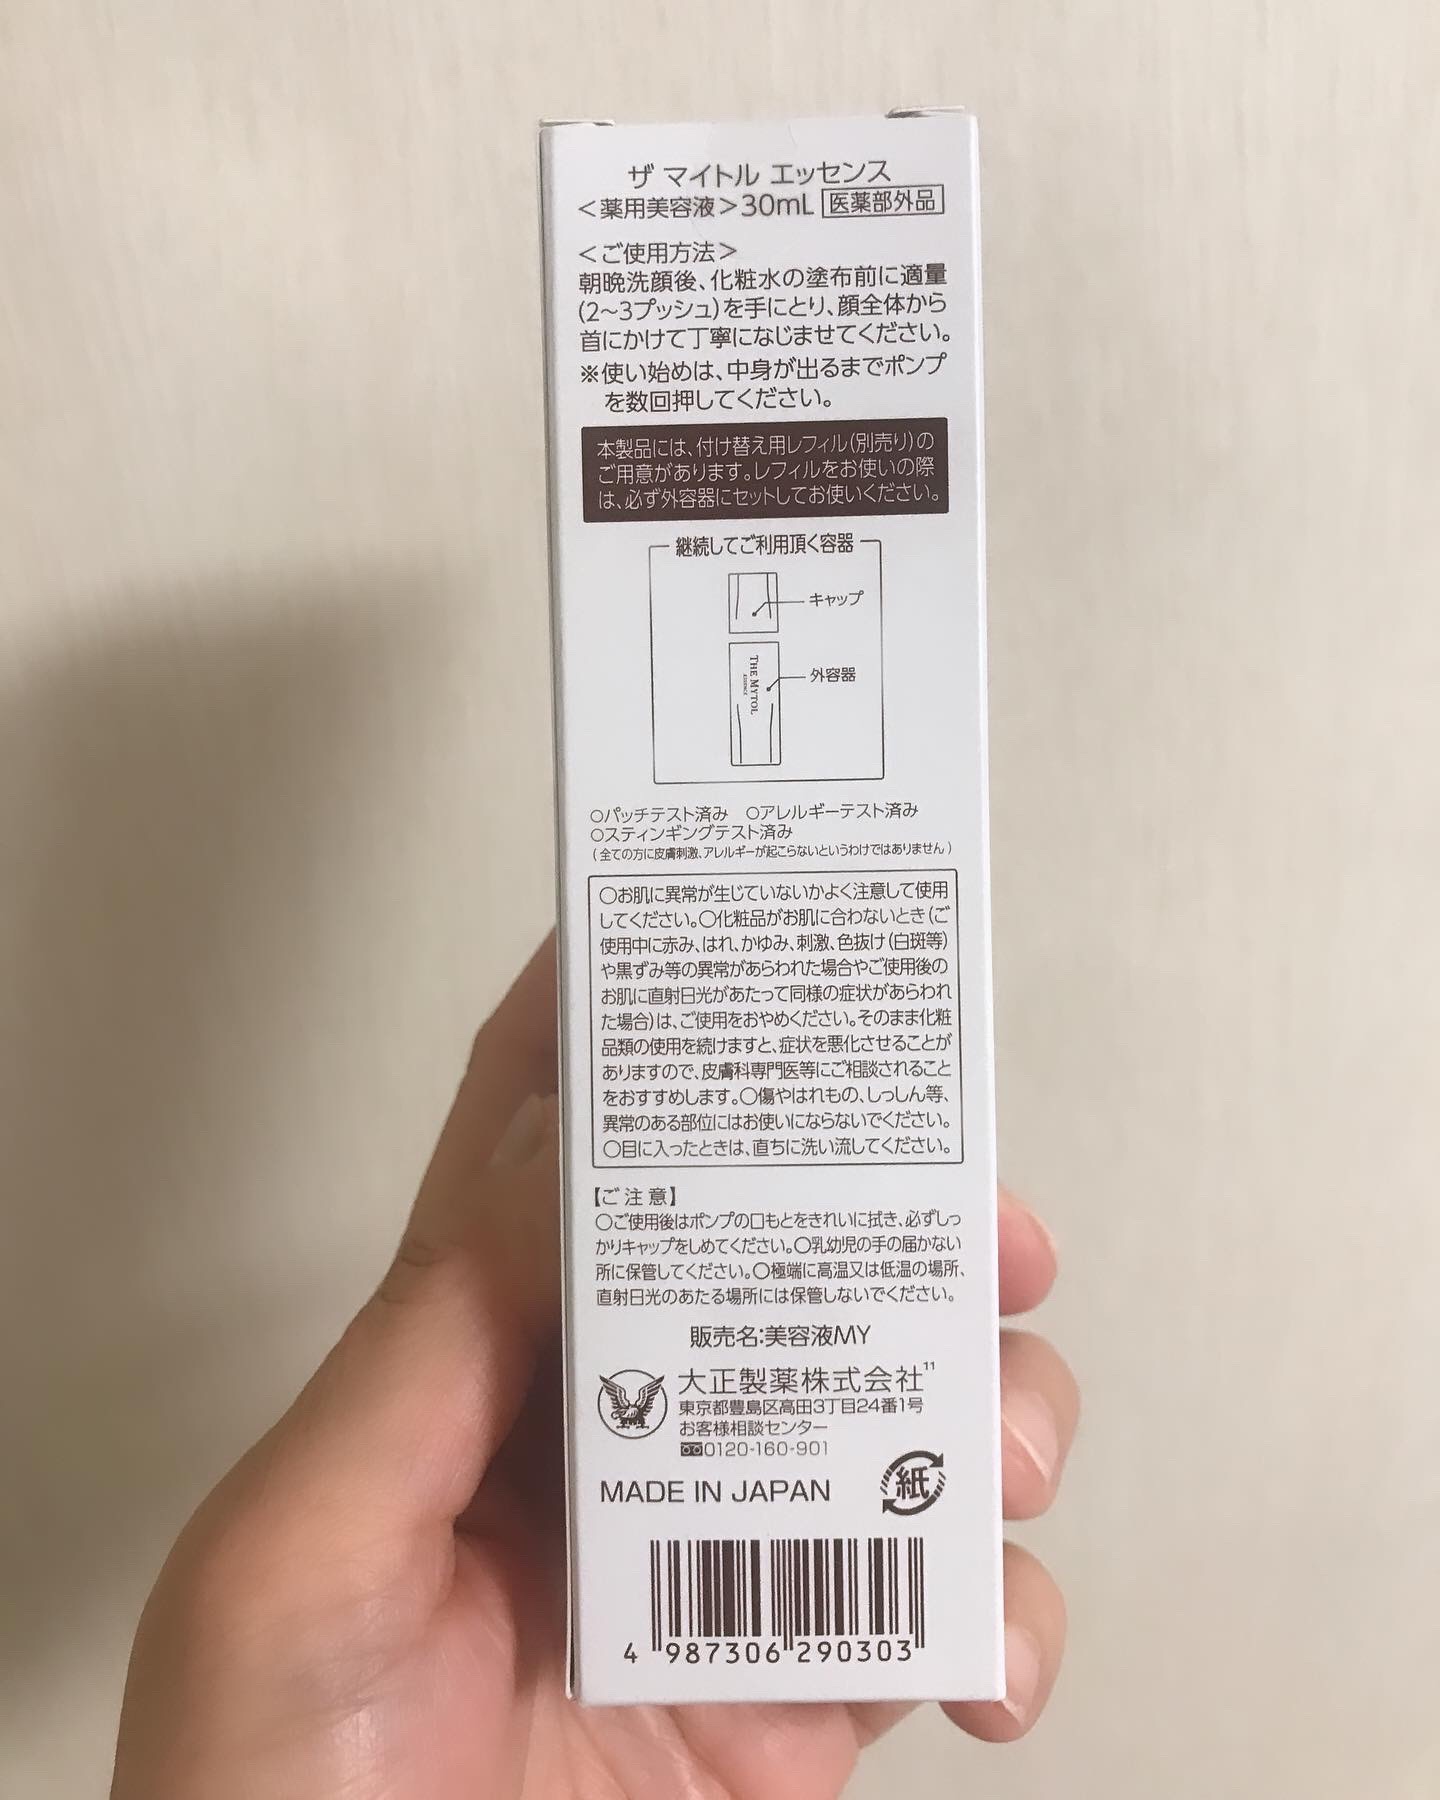 ザ マイトル エッセンス
＜薬用美容液＞30mL 医薬部外品
＜ご使用方法＞
朝晩洗顔後、化粧水の塗布前に適量
(2〜3プッシュ)を手にとり、顔全体から
首にかけて丁寧になじませてください。
※使い始めは、中身が出るまでポンプ
を数回押してください。
本製品には、付け替え用レフィル(別売り)の
ご用意があります。レフィルをお使いの際
は、必ず外容器にセットしてお使いください。
継続してご利用頂く容器
キャップ
外容器
THE MYTOL
ESSENCE
○パッチテスト済み ○アレルギーテスト済み
○スティンギングテスト済み
(全ての方に皮膚刺激、アレルギーが起こらないというわけではありません)
○お肌に異常が生じていないかよく注意して使用
してください。○化粧品がお肌に合わないとき(ご
使用中に赤み、はれ、かゆみ、刺激、色抜け(白斑等)
や黒ずみ等の異常があらわれた場合やご使用後の
お肌に直射日光があたって同様の症状があらわれ
た場合)は、ご使用をおやめください。そのまま化粧
品類の使用を続けますと、症状を悪化させることが
ありますので、皮膚科専門医等にご相談されること
をおすすめします。○傷やはれもの、しっしん等、
異常のある部位にはお使いにならないでください。
○目に入ったときは、直ちに洗い流してください。
【ご注意】
○ご使用後はポンプの口もとをきれいに拭き、必ずしっ
かりキャップをしめてください。○乳幼児の手の届かない
所に保管してください。○極端に高温又は低温の場所、
直射日光のあたる場所には保管しないでください。
販売名:美容液MY
大正製薬株式会社11
東京都豊島区高田3丁目24番1号
お客様相談センター
0120-160-901
MADE IN JAPAN
紙
4 987306 290303